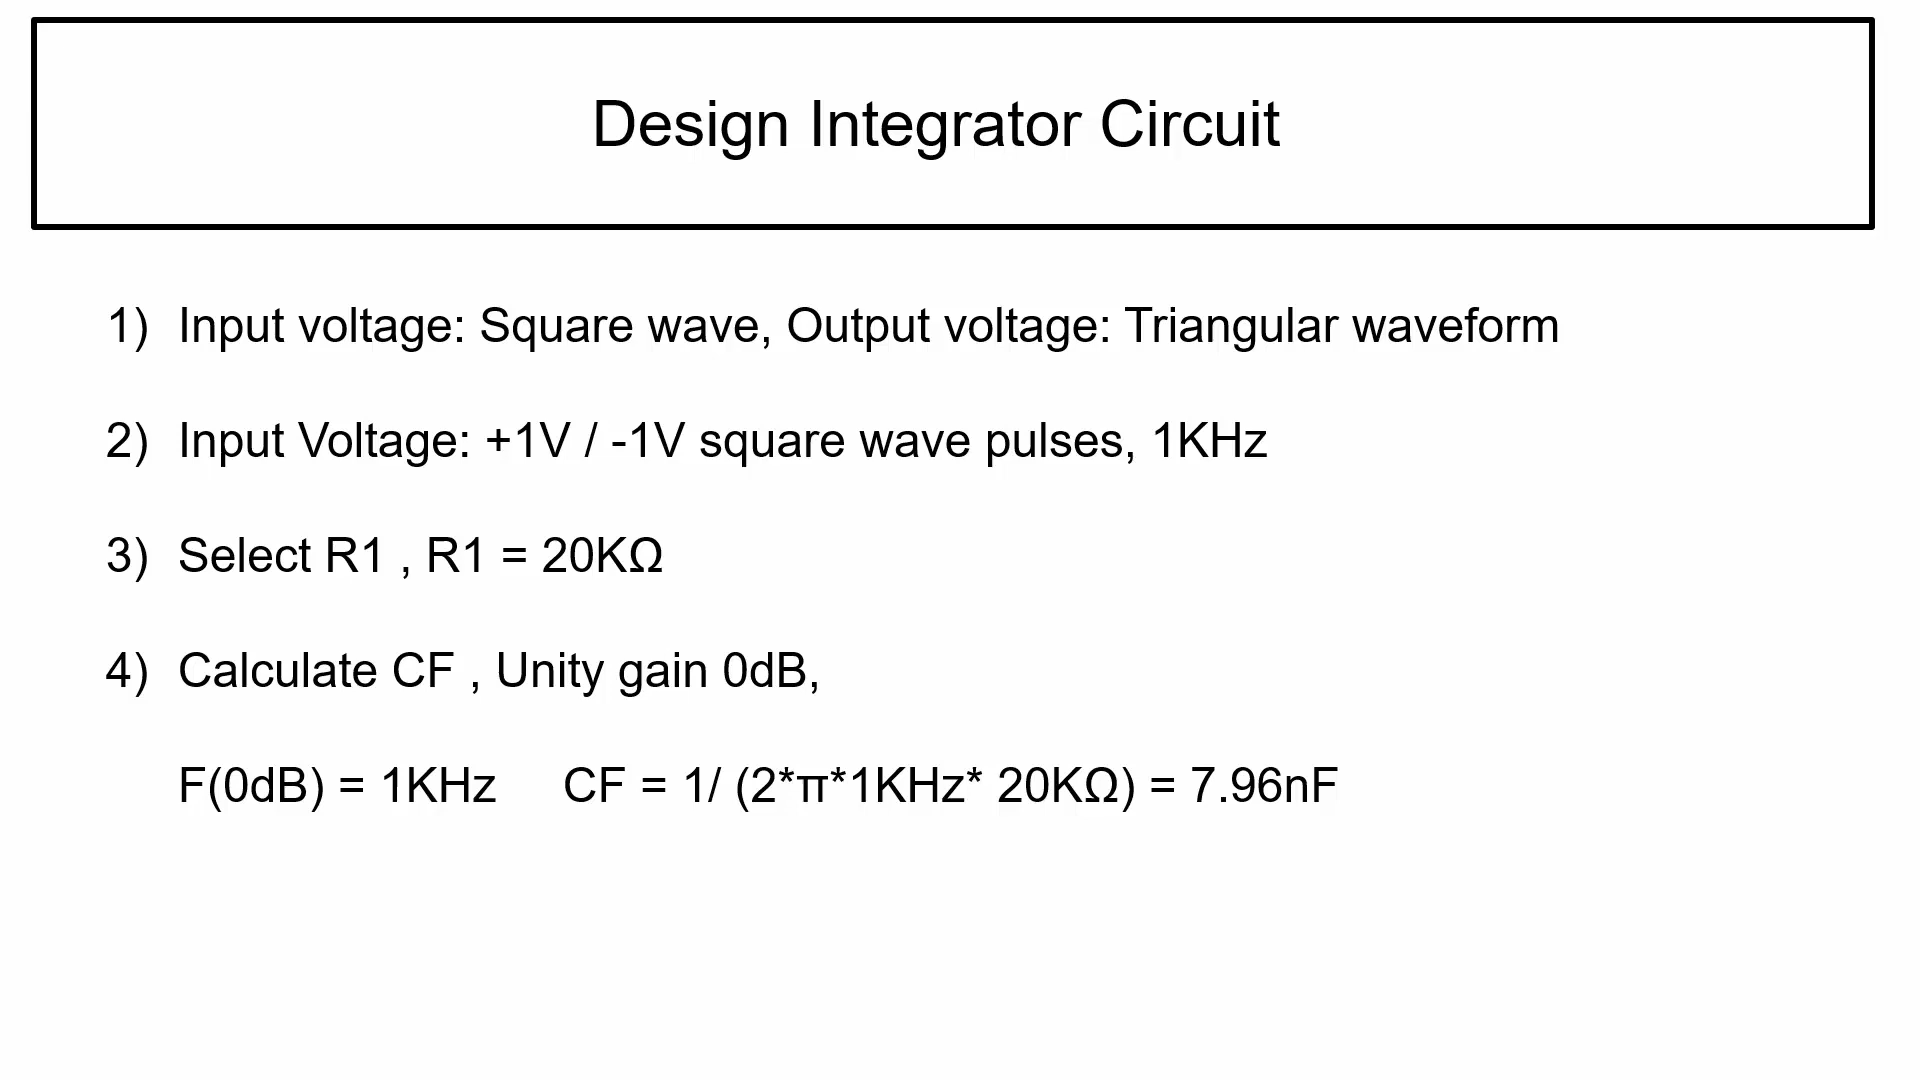 Design Integrator Circuit
1) Input voltage: Square wave, Output voltage: Triangular waveform
2) Input Voltage: +1V / -1V square wave pulses, 1KHz
3) Select R1 , R1 = 20KΩ
4) Calculate CF , Unity gain 0dB,
F(0dB) = 1KHz CF = 1/ (2*π*1KHz* 20KΩ) = 7.96nF